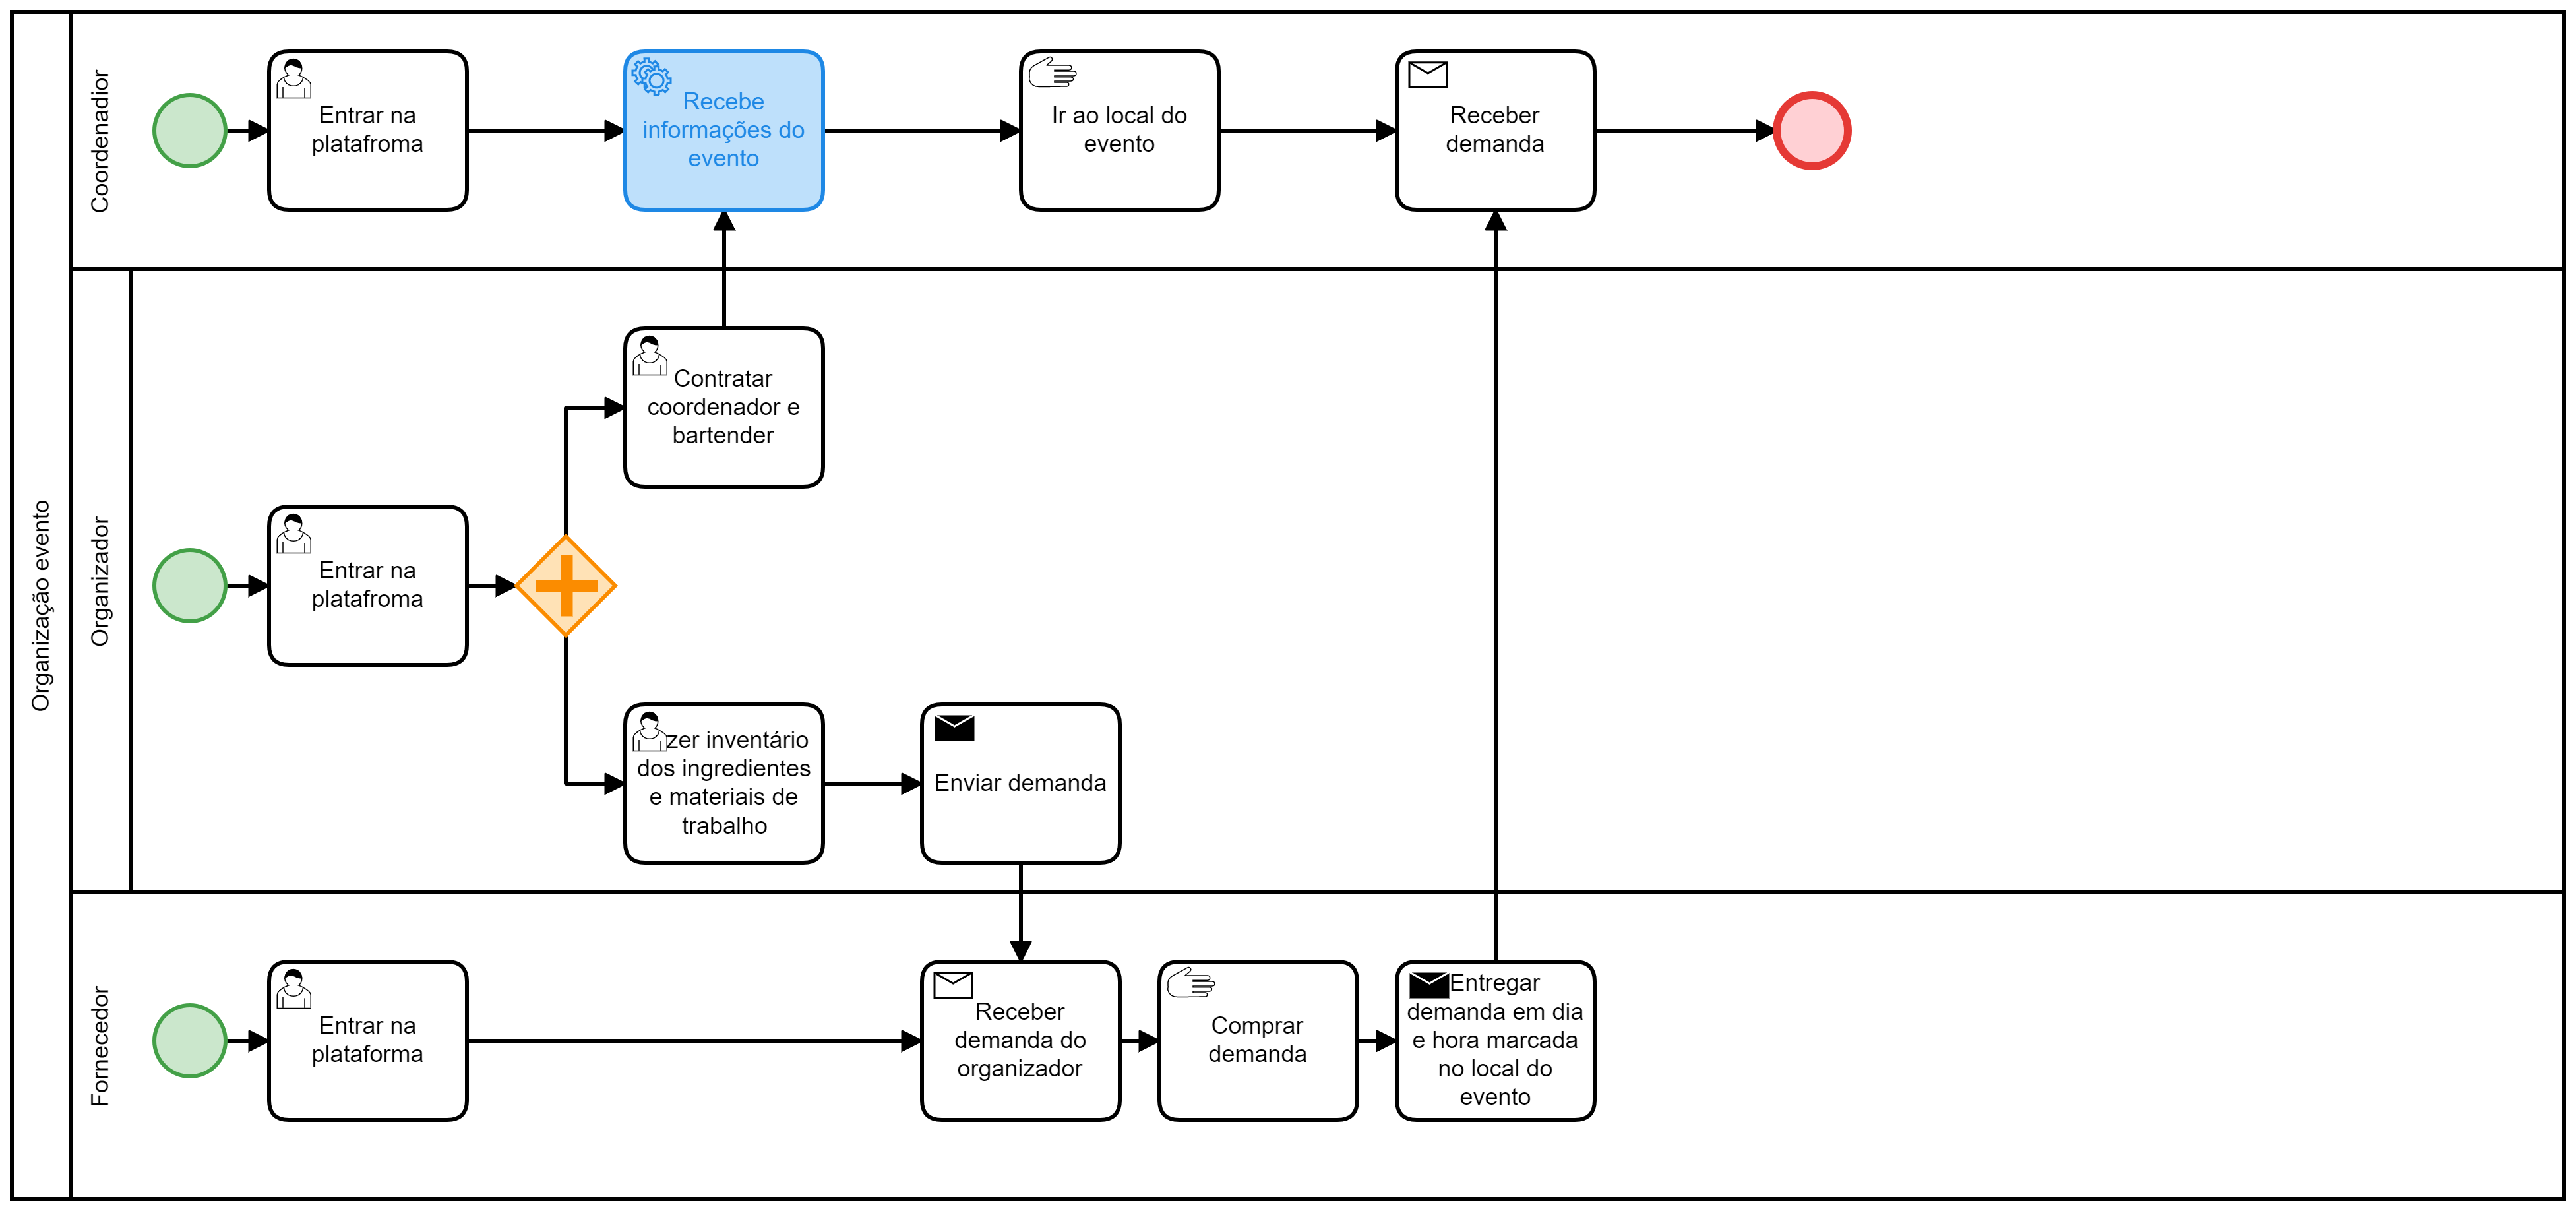 Organização evento
Coordenadior
Entrar na
platafroma
Recebe
informações do
evento
Ir ao local do
evento
Receber
demanda
Organizador
Entrar na
platafroma
Contratar
coordenador e
bartender
zer inventário
dos ingredientes
e materiais de
trabalho
Enviar demanda
Fornecedor
Entrar na
plataforma
Receber
demanda do
organizador
Comprar
demanda
Entregar
demanda em dia
e hora marcada
no local do
evento